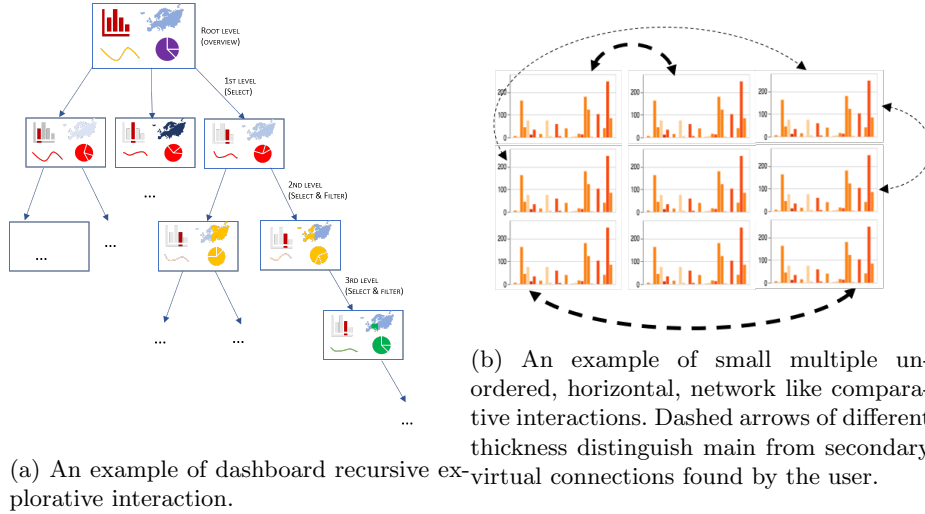 ROOT LEVEL
(OVERVIEW)
1ST LEVEL
(SELECT)
...
2ND LEVEL
(SELECT & FILTER)
...
...
3RD LEVEL
(SELECT & FILTER)
...
...
...
(a) An example of dashboard recursive ex-
plorative interaction.
200
100
0
200
100
0
200
100
0
200
100
0
200
100
0
200
100
0
200
100
0
200
100
0
200
100
0
(b) An example of small multiple un-
ordered, horizontal, network like compara-
tive interactions. Dashed arrows of different
thickness distinguish main from secondary
virtual connections found by the user.